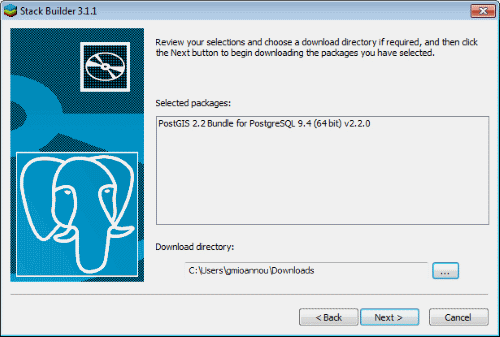 Stack Builder 3.1.1
Review your selections and choose a download directory if required, and then click
the Next button to begin downloading the packages you have selected.
Selected packages:
PostGIS 2.2 Bundle for PostgreSQL 9.4 (64 bit) v2.2.0
Download directory:
C:\Users\gmioannou\Downloads
...
< Back
Next >
Cancel